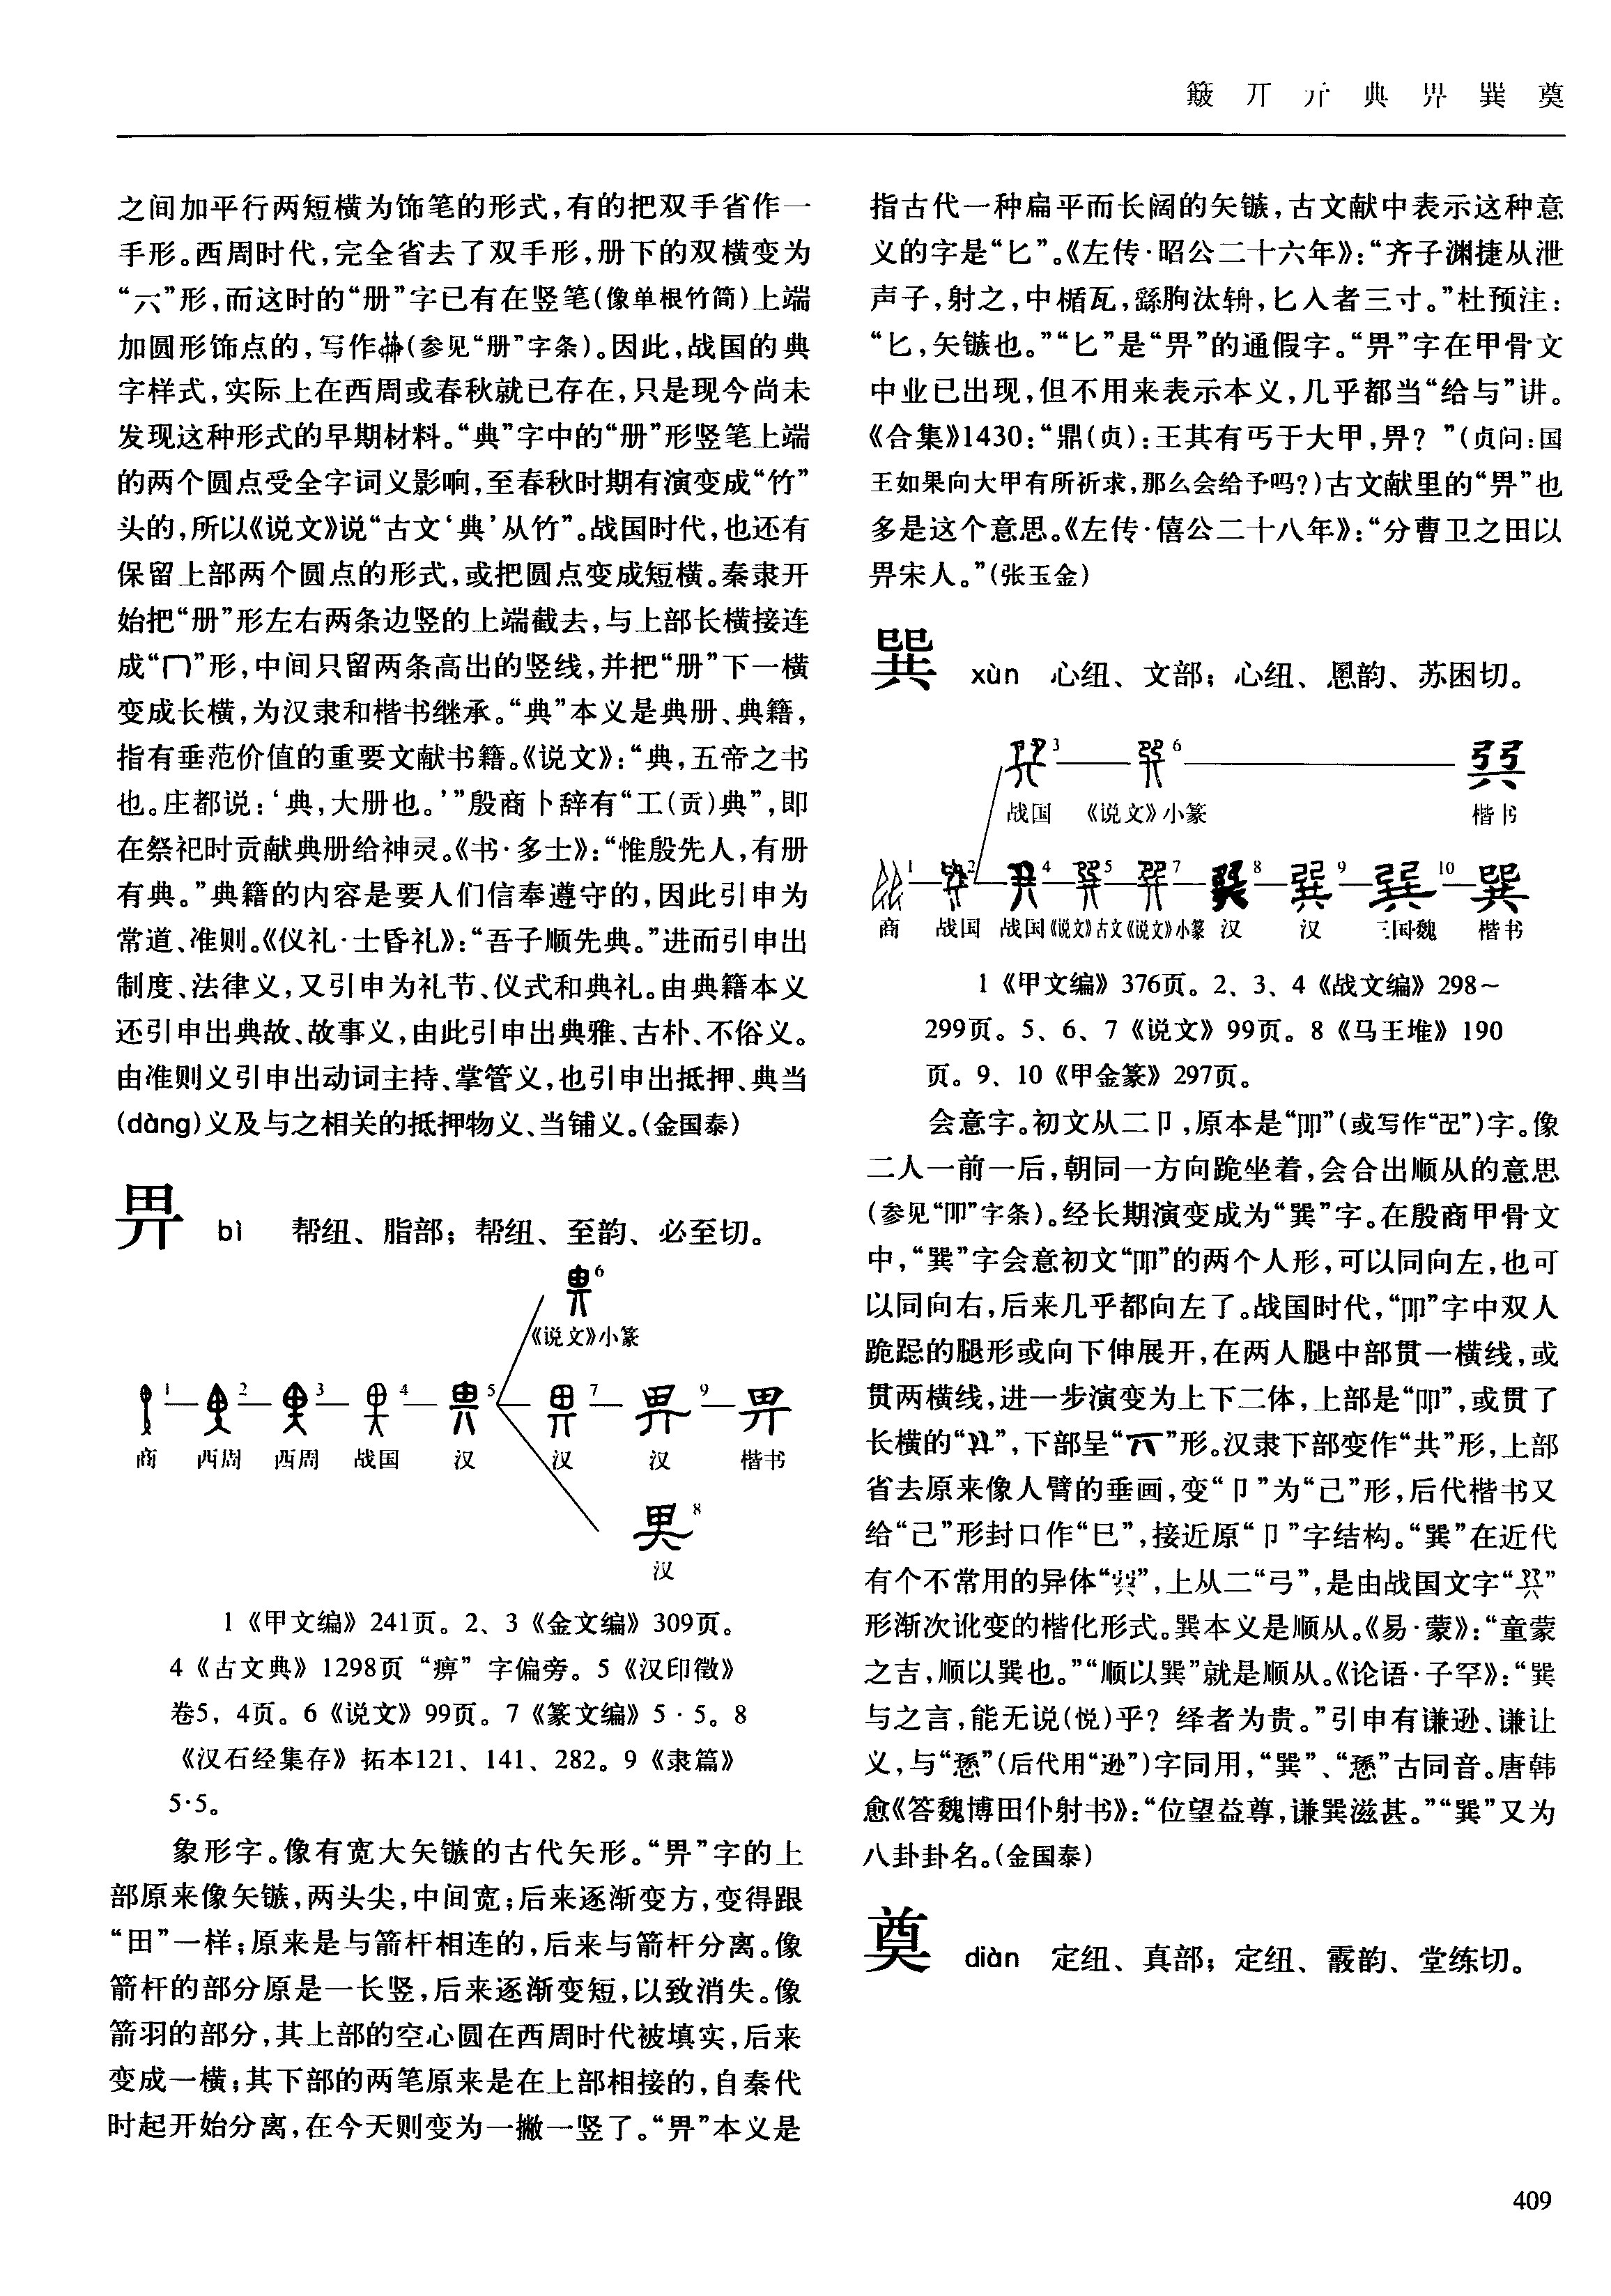 簸 丌 亓 典 畀 巽 奠
之间加平行两短横为饰笔的形式,有的把双手省作一
手形。西周时代,完全省去了双手形,册下的双横变为
“六”形,而这时的“册”字已有在竖笔(像单根竹简)上端
加圆形饰点的,写作(参见“册”字条)。因此,战国的典
字样式,实际上在西周或春秋就已存在,只是现今尚未
发现这种形式的早期材料。“典”字中的“册”形竖笔上端
的两个圆点受全字词义影响,至春秋时期有演变成“竹”
头的,所以《说文》说“古文‘典’从竹”。战国时代,也还有
保留上部两个圆点的形式,或把圆点变成短横。秦隶开
始把“册”形左右两条边竖的上端截去,与上部长横接连
成“冂”形,中间只留两条高出的竖线,并把“册”下一横
变成长横,为汉隶和楷书继承。“典”本义是典册、典籍,
指有垂范价值的重要文献书籍。《说文》:“典,五帝之书
也。庄都说:‘典,大册也。’”殷商卜辞有“工(贡)典”,即
在祭祀时贡献典册给神灵。《书·多士》:“惟殷先人,有册
有典。”典籍的内容是要人们信奉遵守的,因此引申为
常道、准则。《仪礼·士昏礼》:“吾子顺先典。”进而引申出
制度、法律义,又引申为礼节、仪式和典礼。由典籍本义
还引申出典故、故事义,由此引申出典雅、古朴、不俗义。
由准则义引申出动词主持、掌管义,也引申出抵押、典当
(dàng)义及与之相关的抵押物义、当铺义。(金国泰)
畀 bì 帮纽、脂部;帮纽、至韵、必至切。
6
《说文》小篆
1 2 3 4 5 7 9 畀
商 西周 西周 战国 汉 汉 汉 楷书
8
汉
1《甲文编》241页。2、3《金文编》309页。
4《古文典》1298页“痹”字偏旁。5《汉印徵》
卷5,4页。6《说文》99页。7《篆文编》5·5。8
《汉石经集存》拓本121、141、282。9《隶篇》
5·5。
象形字。像有宽大矢镞的古代矢形。“畀”字的上
部原来像矢镞,两头尖,中间宽;后来逐渐变方,变得跟
“田”一样;原来是与箭杆相连的,后来与箭杆分离。像
箭杆的部分原是一长竖,后来逐渐变短,以致消失。像
箭羽的部分,其上部的空心圆在西周时代被填实,后来
变成一横;其下部的两笔原来是在上部相接的,自秦代
时起开始分离,在今天则变为一撇一竖了。“畀”本义是
指古代一种扁平而长阔的矢镞,古文献中表示这种意
义的字是“匕”。《左传·昭公二十六年》:“齐子渊捷从泄
声子,射之,中楯瓦,繇朐汰辀,匕入者三寸。”杜预注:
“匕,矢镞也。”“匕”是“畀”的通假字。“畀”字在甲骨文
中业已出现,但不用来表示本义,几乎都当“给与”讲。
《合集》1430:“鼎(贞):王其有丐于大甲,畀?”(贞问:国
王如果向大甲有所祈求,那么会给予吗?)古文献里的“畀”也
多是这个意思。《左传·僖公二十八年》:“分曹卫之田以
畀宋人。”(张玉金)
巽 xùn 心纽、文部;心纽、慁韵、苏困切。
3 6
战国 《说文》小篆 楷书
1 2 4 5 7 8 9 10 巽
商 战国 战国 《说文》古文 《说文》小篆 汉 汉 三国魏 楷书
1《甲文编》376页。2、3、4《战文编》298~
299页。5、6、7《说文》99页。8《马王堆》190
页。9、10《甲金篆》297页。
会意字。初文从二卩,原本是“卯”(或写作“㔾”)字。像
二人一前一后,朝同一方向跪坐着,会合出顺从的意思
(参见“”字条)。经长期演变成为“巽”字。在殷商甲骨文
中,“巽”字会意初文“”的两个人形,可以同向左,也可
以同向右,后来几乎都向左了。战国时代,“”字中双人
跪跽的腿形或向下伸展开,在两人腿中部贯一横线,或
贯两横线,进一步演变为上下二体,上部是“”,或贯了
长横的“”,下部呈“”形。汉隶下部变作“共”形,上部
省去原来像人臂的垂画,变“卩”为“己”形,后代楷书又
给“己”形封口作“巳”,接近原“卩”字结构。“巽”在近代
有个不常用的异体“”,上从二“弓”,是由战国文字“”
形渐次讹变的楷化形式。巽本义是顺从。《易·蒙》:“童蒙
之吉,顺以巽也。”“顺以巽”就是顺从。《论语·子罕》:“巽
与之言,能无说(悦)乎?绎者为贵。”引申有谦逊、谦让
义,与“愻”(后代用“逊”)字同用,“巽”、“愻”古同音。唐韩
愈《答魏博田仆射书》:“位望益尊,谦巽滋甚。”“巽”又为
八卦卦名。(金国泰)
奠 diàn 定纽、真部;定纽、霰韵、堂练切。
409